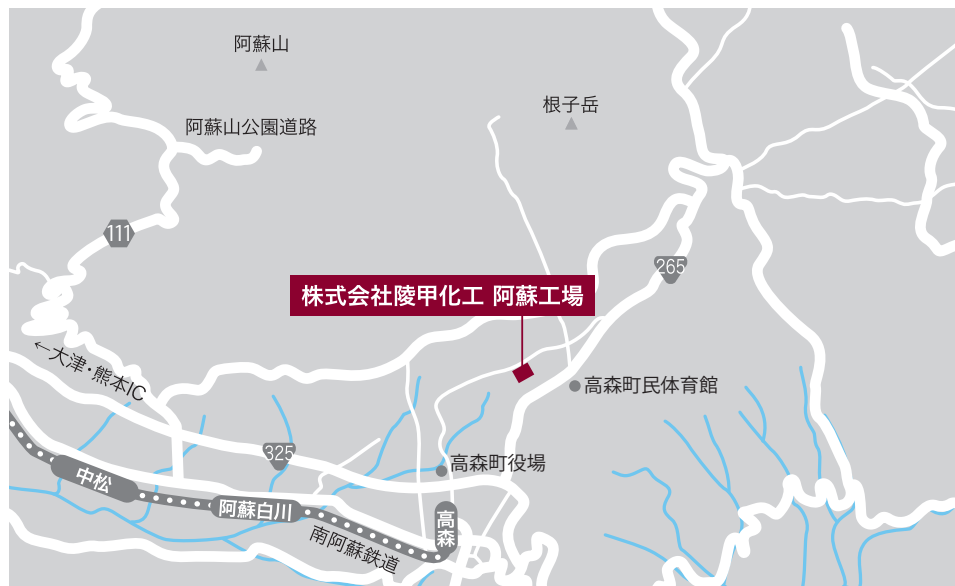 阿蘇山
根子岳
阿蘇山公園道路
111
265
株式会社陵甲化工 阿蘇工場
←大津・熊本IC
高森町民体育館
325
高森町役場
中松
阿蘇白川
高森
南阿蘇鉄道